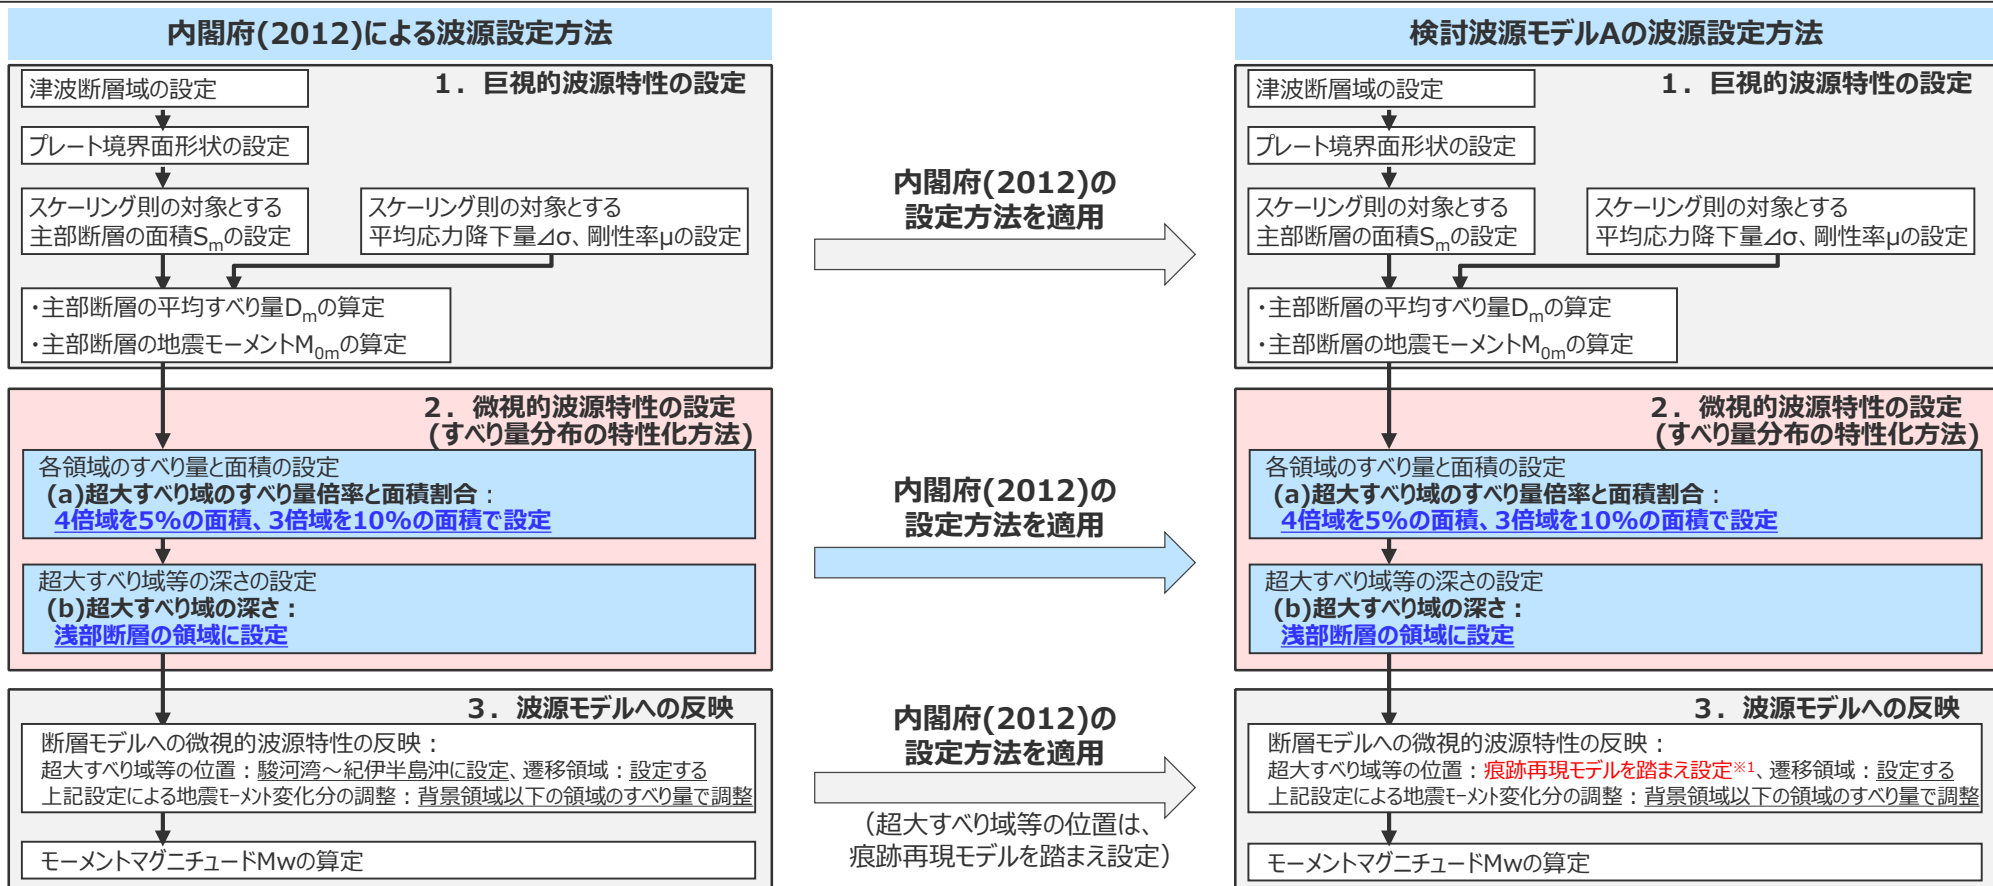 内閣府(2012)による波源設定方法
1. 巨視的波源特性の設定
津波断層域の設定
プレート境界面形状の設定
スケーリング則の対象とする
主部断層の面積Smの設定
スケーリング則の対象とする
平均応力降下量⊿σ、剛性率μの設定
・主部断層の平均すべり量Dmの算定
・主部断層の地震モーメントM0mの算定
2. 微視的波源特性の設定
(すべり量分布の特性化方法)
各領域のすべり量と面積の設定
(a)超大すべり域のすべり量倍率と面積割合：
4倍域を5%の面積、3倍域を10%の面積で設定
超大すべり域等の深さの設定
(b)超大すべり域の深さ：
浅部断層の領域に設定
3. 波源モデルへの反映
断層モデルへの微視的波源特性の反映：
超大すべり域等の位置：駿河湾～紀伊半島沖に設定、遷移領域：設定する
上記設定による地震モーメント変化分の調整：背景領域以下の領域のすべり量で調整
モーメントマグニチュードMwの算定
内閣府(2012)の
設定方法を適用
内閣府(2012)の
設定方法を適用
内閣府(2012)の
設定方法を適用
(超大すべり域等の位置は、
痕跡再現モデルを踏まえ設定)
検討波源モデルAの波源設定方法
1. 巨視的波源特性の設定
津波断層域の設定
プレート境界面形状の設定
スケーリング則の対象とする
主部断層の面積Smの設定
スケーリング則の対象とする
平均応力降下量⊿σ、剛性率μの設定
・主部断層の平均すべり量Dmの算定
・主部断層の地震モーメントM0mの算定
2. 微視的波源特性の設定
(すべり量分布の特性化方法)
各領域のすべり量と面積の設定
(a)超大すべり域のすべり量倍率と面積割合：
4倍域を5%の面積、3倍域を10%の面積で設定
超大すべり域等の深さの設定
(b)超大すべり域の深さ：
浅部断層の領域に設定
3. 波源モデルへの反映
断層モデルへの微視的波源特性の反映：
超大すべり域等の位置：痕跡再現モデルを踏まえ設定※1、遷移領域：設定する
上記設定による地震モーメント変化分の調整：背景領域以下の領域のすべり量で調整
モーメントマグニチュードMwの算定